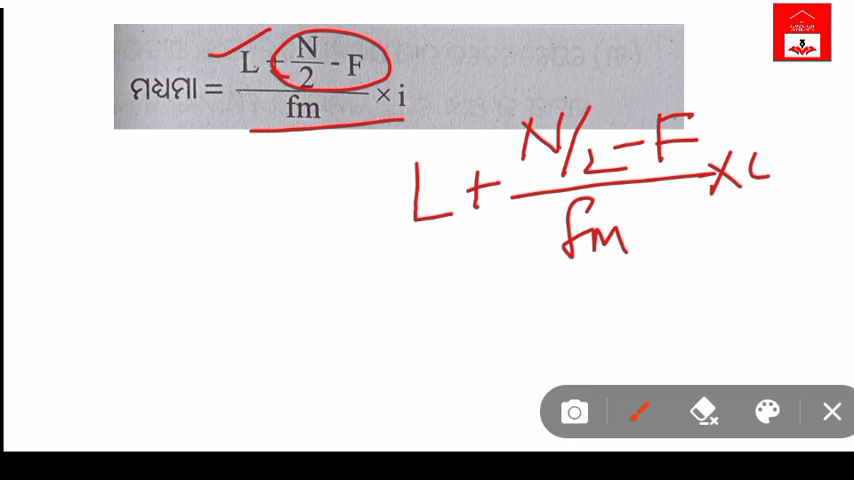 ମଧ୍ୟମା = (L + N/2 - F) / fm × i
L + (N/2 - F) / fm × i